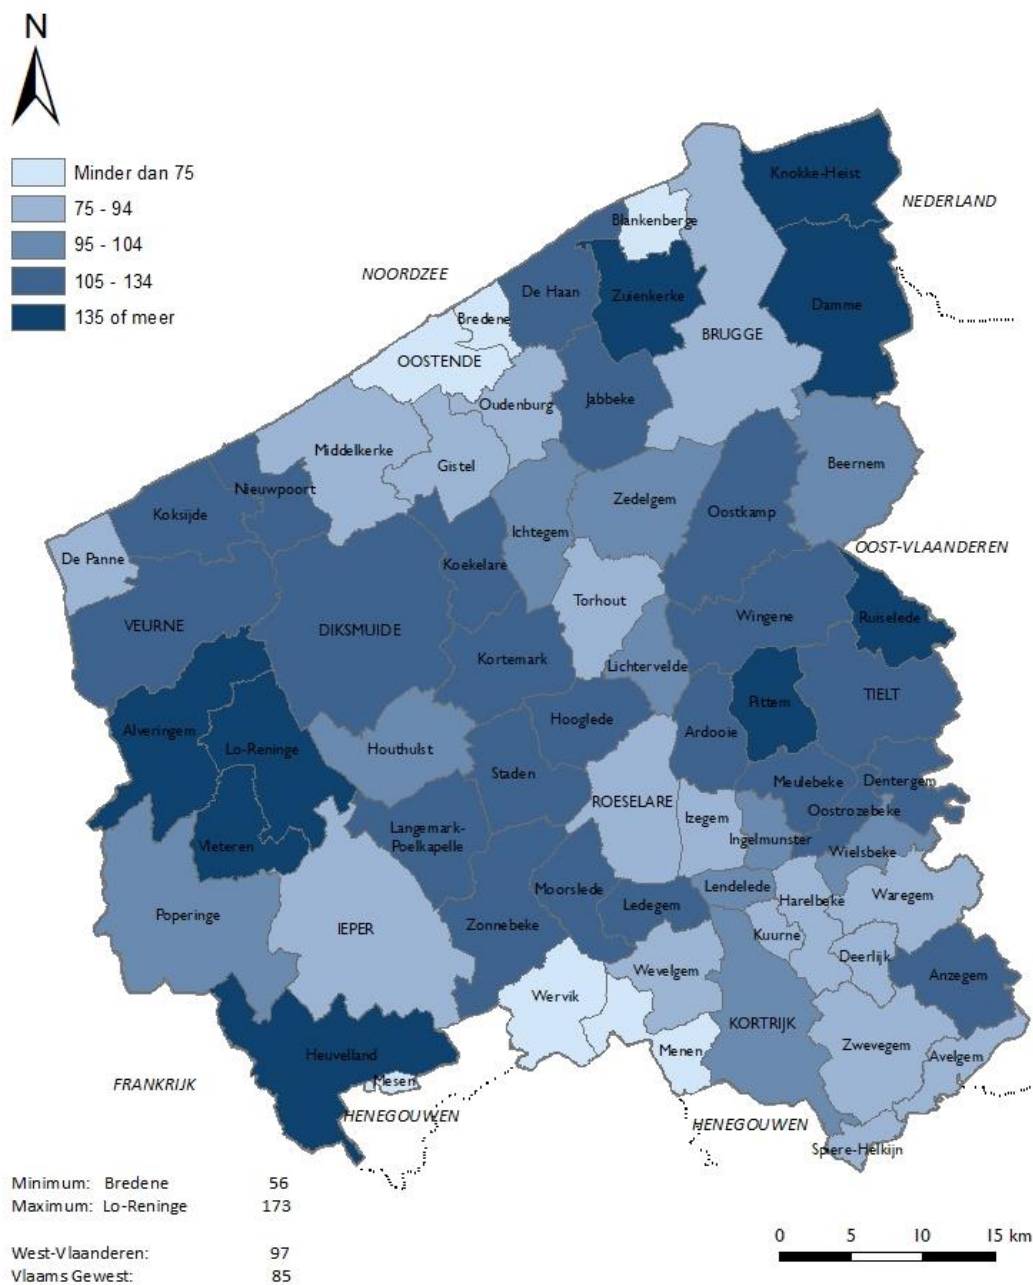 N
Minder dan 75
75 - 94
95 - 104
105 - 134
135 of meer
Knokke-Heist
NEDERLAND
Blankenberge
NOORDZEE
De Haan
Zuienkerke
Damme
Bredene
BRUGGE
OOSTENDE
Oudenburg
Jabbeke
Middelkerke
Gistel
Beernem
Nieuwpoort
Zedelgem
Koksijde
Ichtegem
Oostkamp
De Panne
OOST-VLAANDEREN
Koekelare
Torhout
Wingene
Ruiselede
VEURNE
DIKSMUIDE
Kortemark
Lichtervelde
TIELT
Pittem
Alveringem
Hooglede
Ardooie
Lo-Reninge
Houthulst
Staden
Meulebeke
Dentergem
ROESELARE
Izegem
Oostrozebeke
Langemark-
Poelkapelle
Ingelmunster
Vleteren
Wielsbeke
Moorslede
Lendelede
Waregem
Harelbeke
Poperinge
Ledegem
IEPER
Zonnebeke
Kuurne
Deerlijk
Wevelgem
Anzegem
Wervik
KORTRIJK
Zwevegem
Menen
Heuvelland
Avelgem
Mesen
FRANKRIJK
HENEGOUWEN
HENEGOUWEN
Spiere-Helkijn
Minimum: Bredene 56
Maximum: Lo-Reninge 173
West-Vlaanderen: 97
Vlaams Gewest: 85
0 5 10 15 km